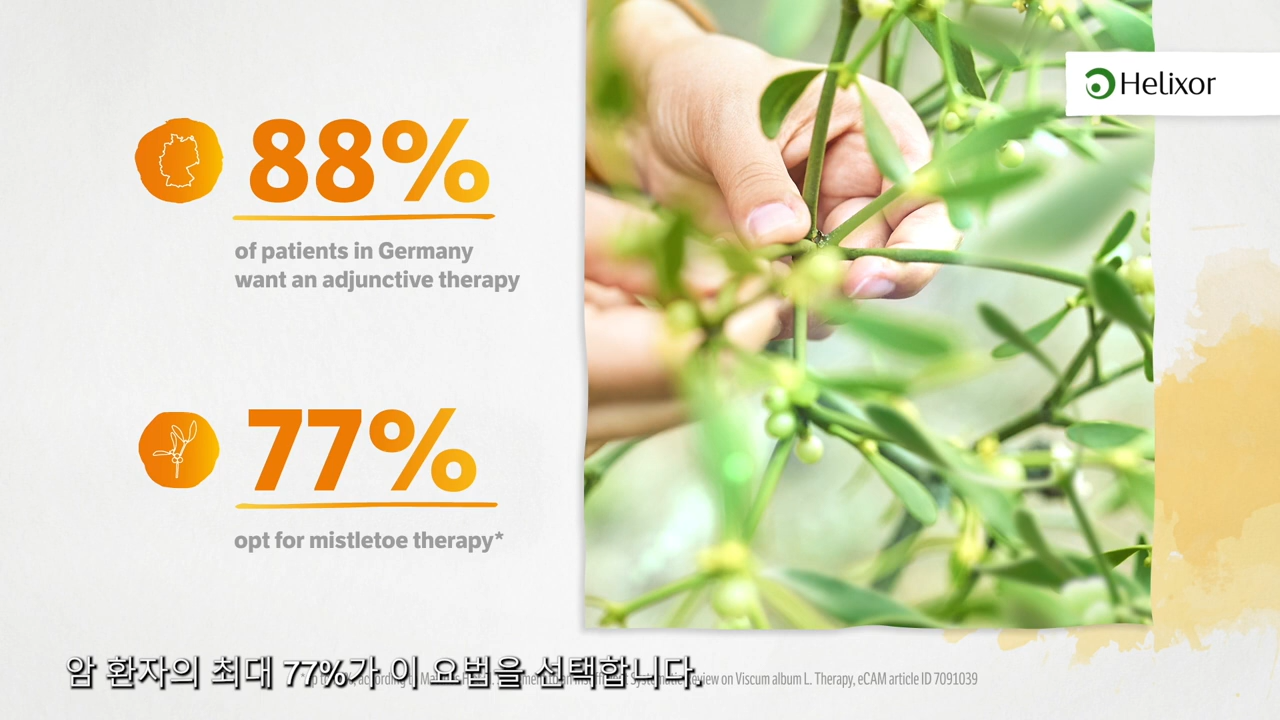 Helixor
88%
of patients in Germany
want an adjunctive therapy
77%
opt for mistletoe therapy*
암 환자의 최대 77%가 이 요법을 선택합니다.
on Viscum album L. Therapy, eCAM article ID 7091039